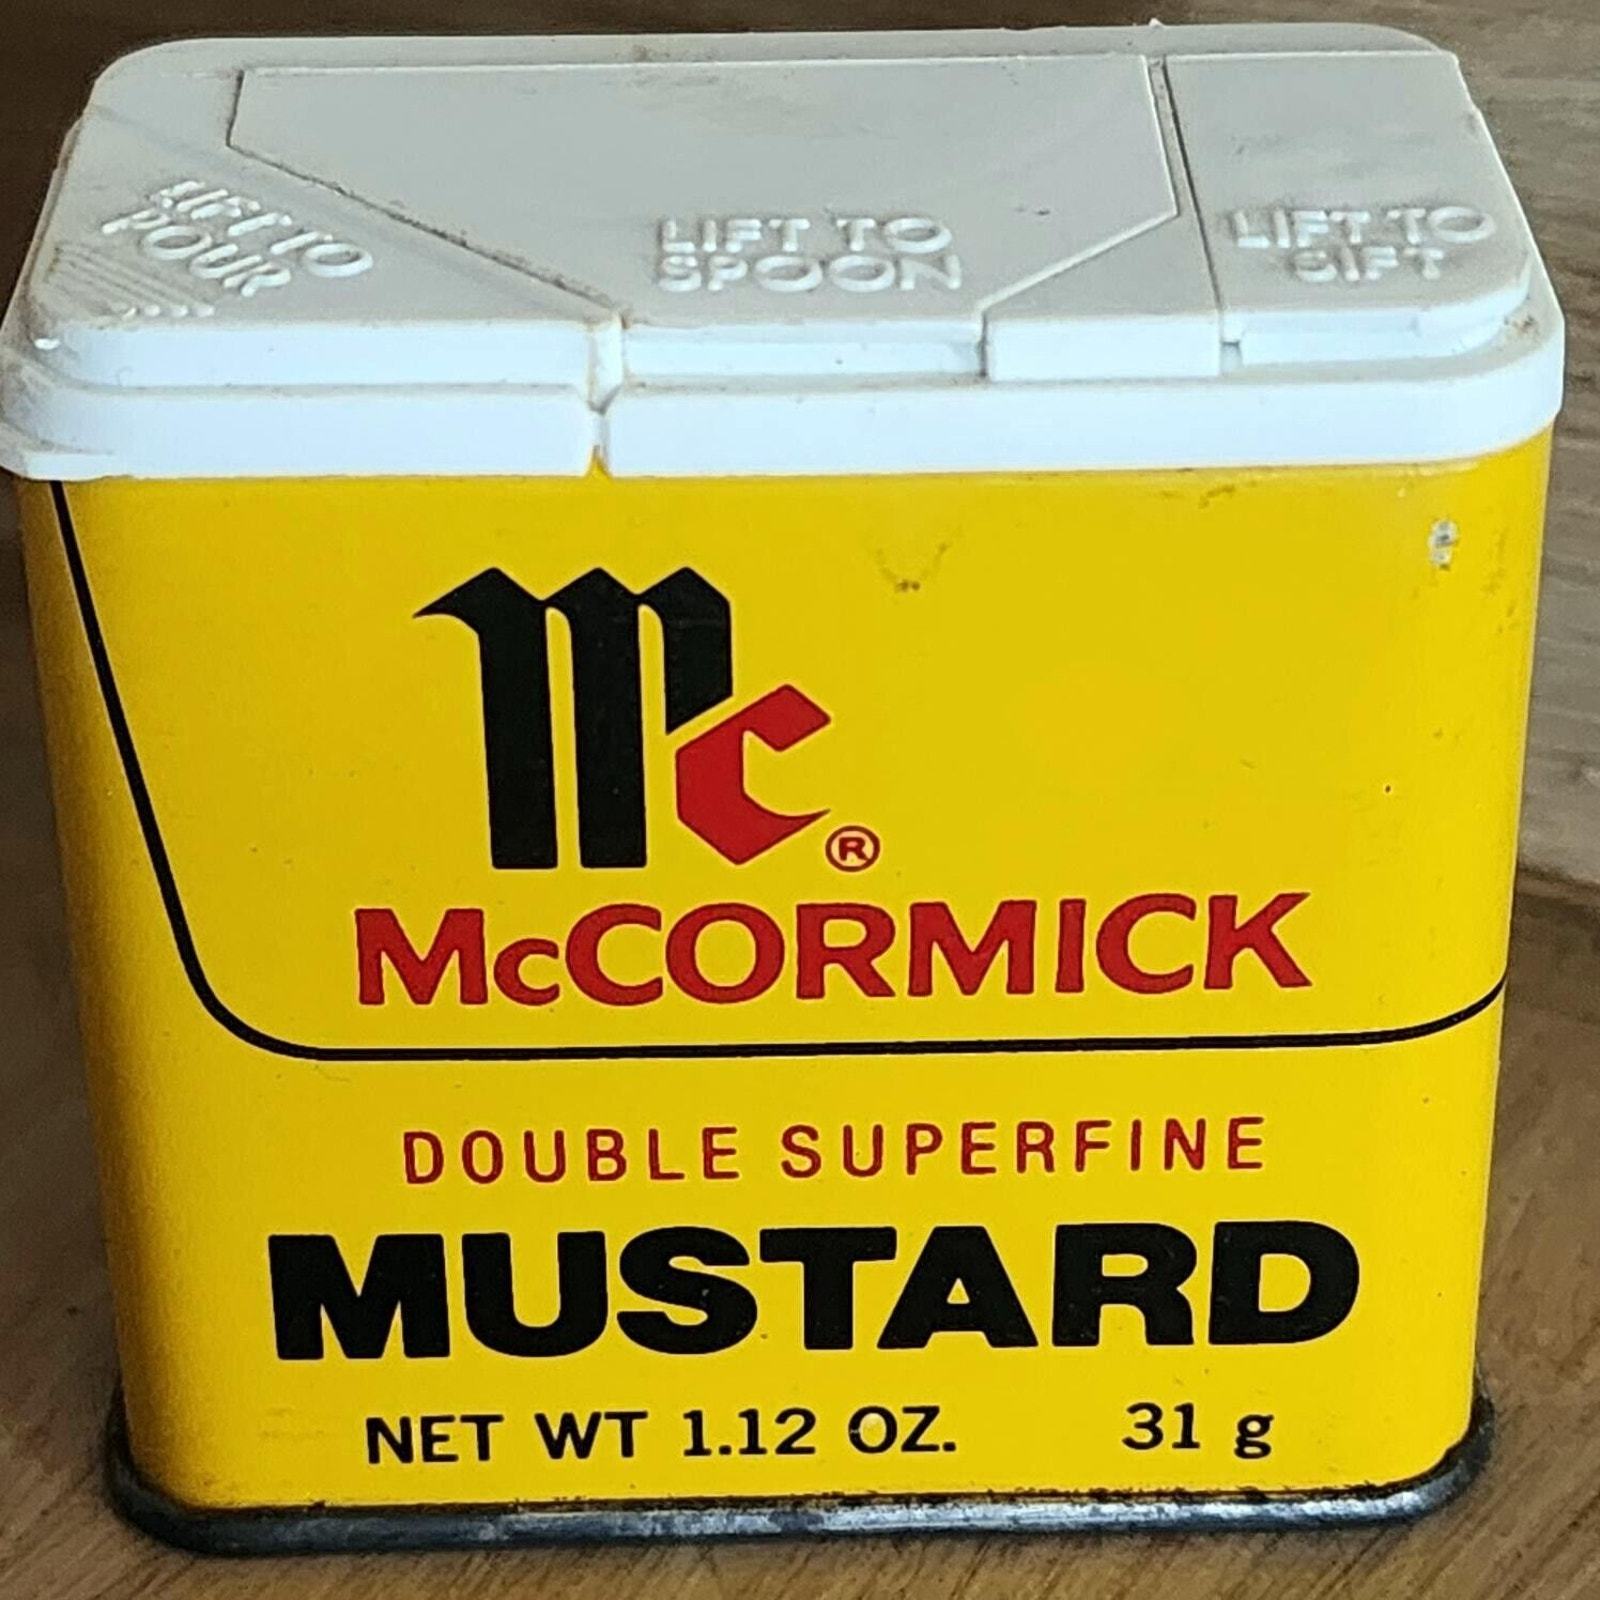 LIFT TO
POUR
LIFT TO
SPOON
LIFT TO
SIFT
Mc ®
McCORMICK
DOUBLE SUPERFINE
MUSTARD
NET WT 1.12 OZ. 31 g